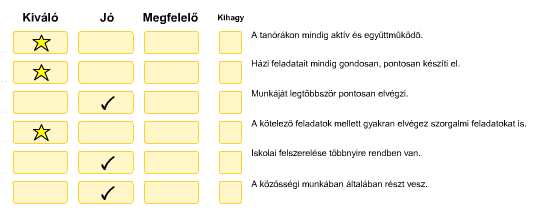 Kiváló Jó Megfelelő Kihagy
A tanórákon mindig aktív és együttműködő.
Házi feladatait mindig gondosan, pontosan készíti el.
Munkáját legtöbbször pontosan elvégzi.
A kötelező feladatok mellett gyakran elvégez szorgalmi feladatokat is.
Iskolai felszerelése többnyire rendben van.
A közösségi munkában általában részt vesz.